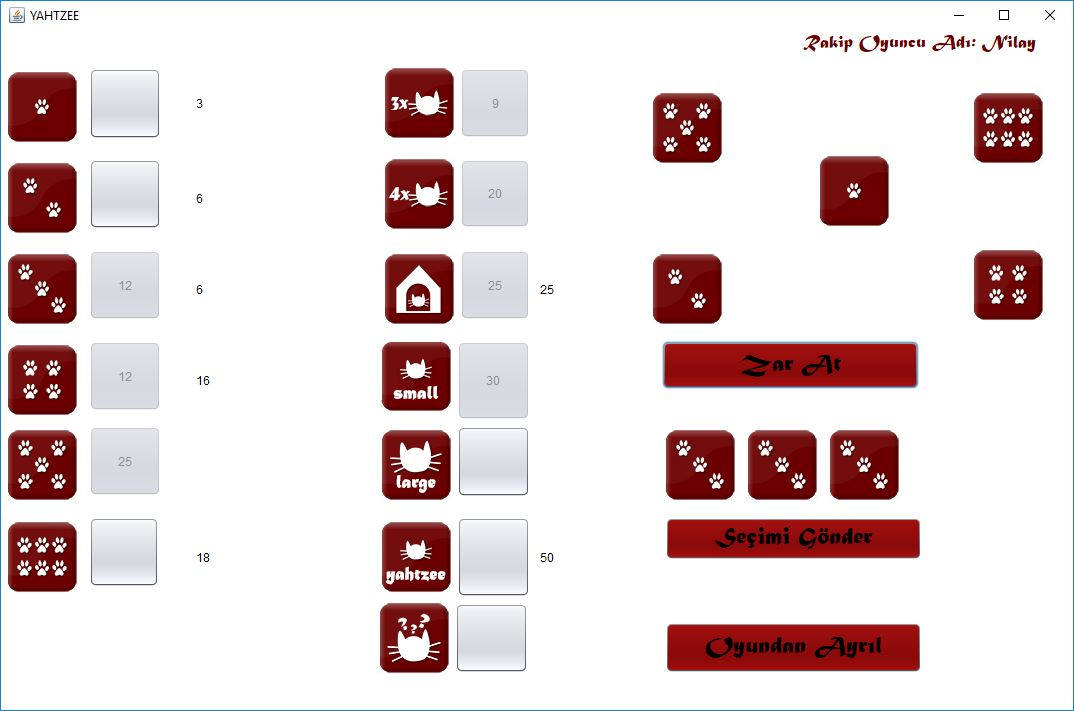 YAHTZEE
Rakip Oyuncu Adı: Nilay
3
3x
9
6
4x
20
12
6
25
25
12
16
small
30
Zar At
25
large
Seçimi Gönder
18
yahtzee
50
???
Oyundan Ayrıl